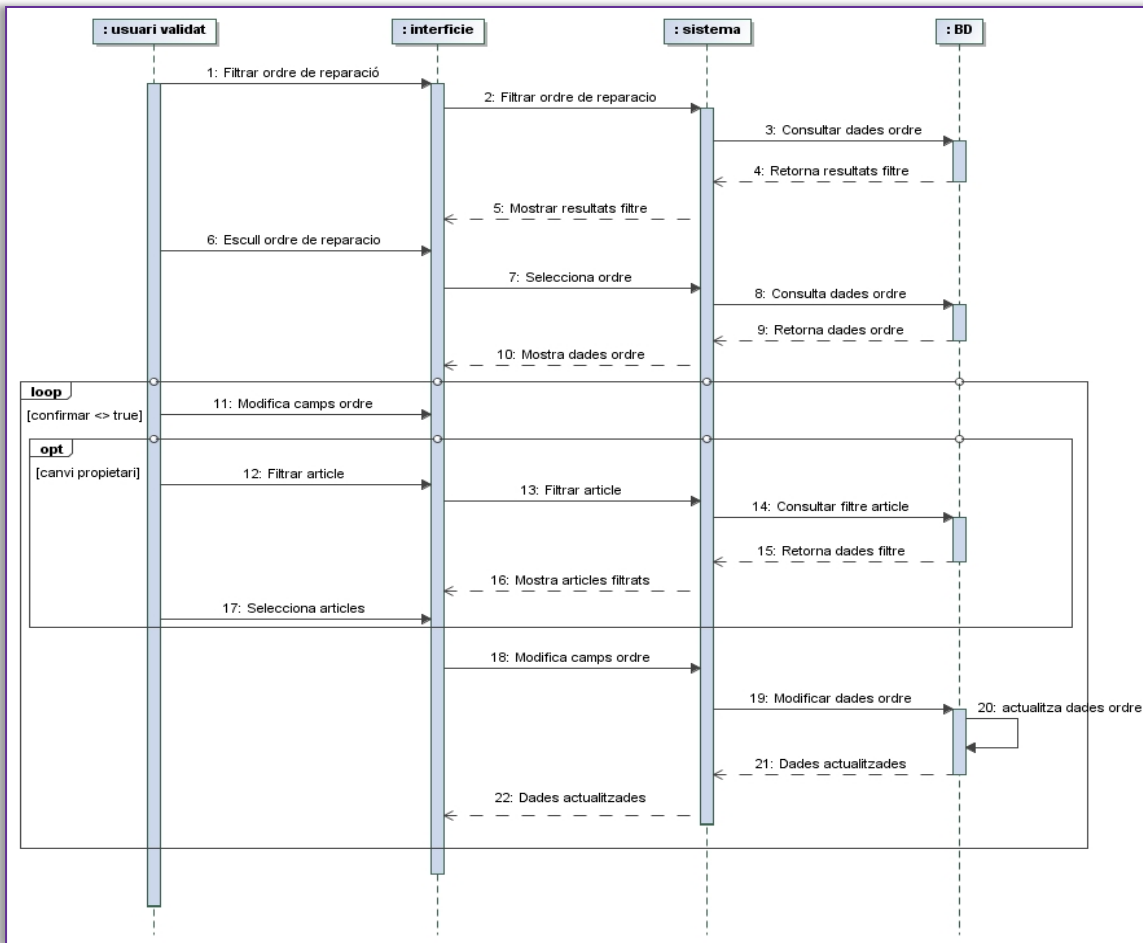 : usuari validat
: interficie
: sistema
: BD
1: Filtrar ordre de reparació
2: Filtrar ordre de reparacio
3: Consultar dades ordre
4: Retorna resultats filtre
5: Mostrar resultats filtre
6: Escull ordre de reparacio
7: Selecciona ordre
8: Consulta dades ordre
9: Retorna dades ordre
10: Mostra dades ordre
loop
[confirmar <> true]
11: Modifica camps ordre
opt
[canvi propietari]
12: Filtrar article
13: Filtrar article
14: Consultar filtre article
15: Retorna dades filtre
16: Mostra articles filtrats
17: Selecciona articles
18: Modifica camps ordre
19: Modificar dades ordre
20: actualitza dades ordre
21: Dades actualitzades
22: Dades actualitzades